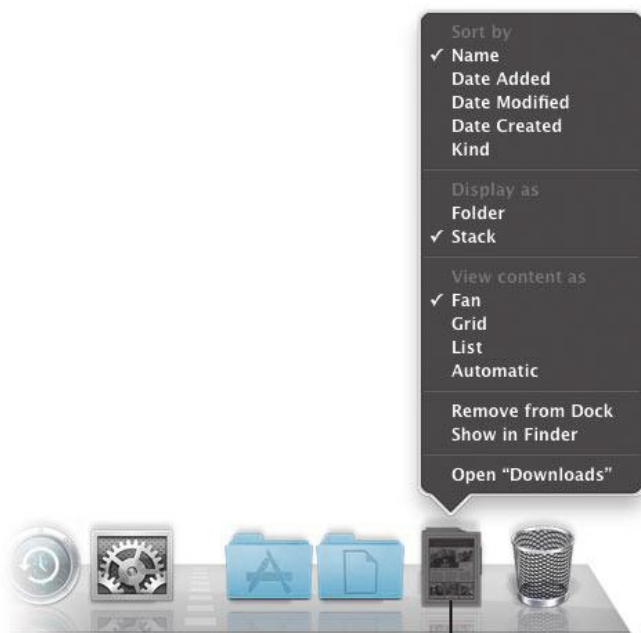 Sort by
✓ Name
Date Added
Date Modified
Date Created
Kind
Display as
Folder
✓ Stack
View content as
✓ Fan
Grid
List
Automatic
Remove from Dock
Show in Finder
Open “Downloads”